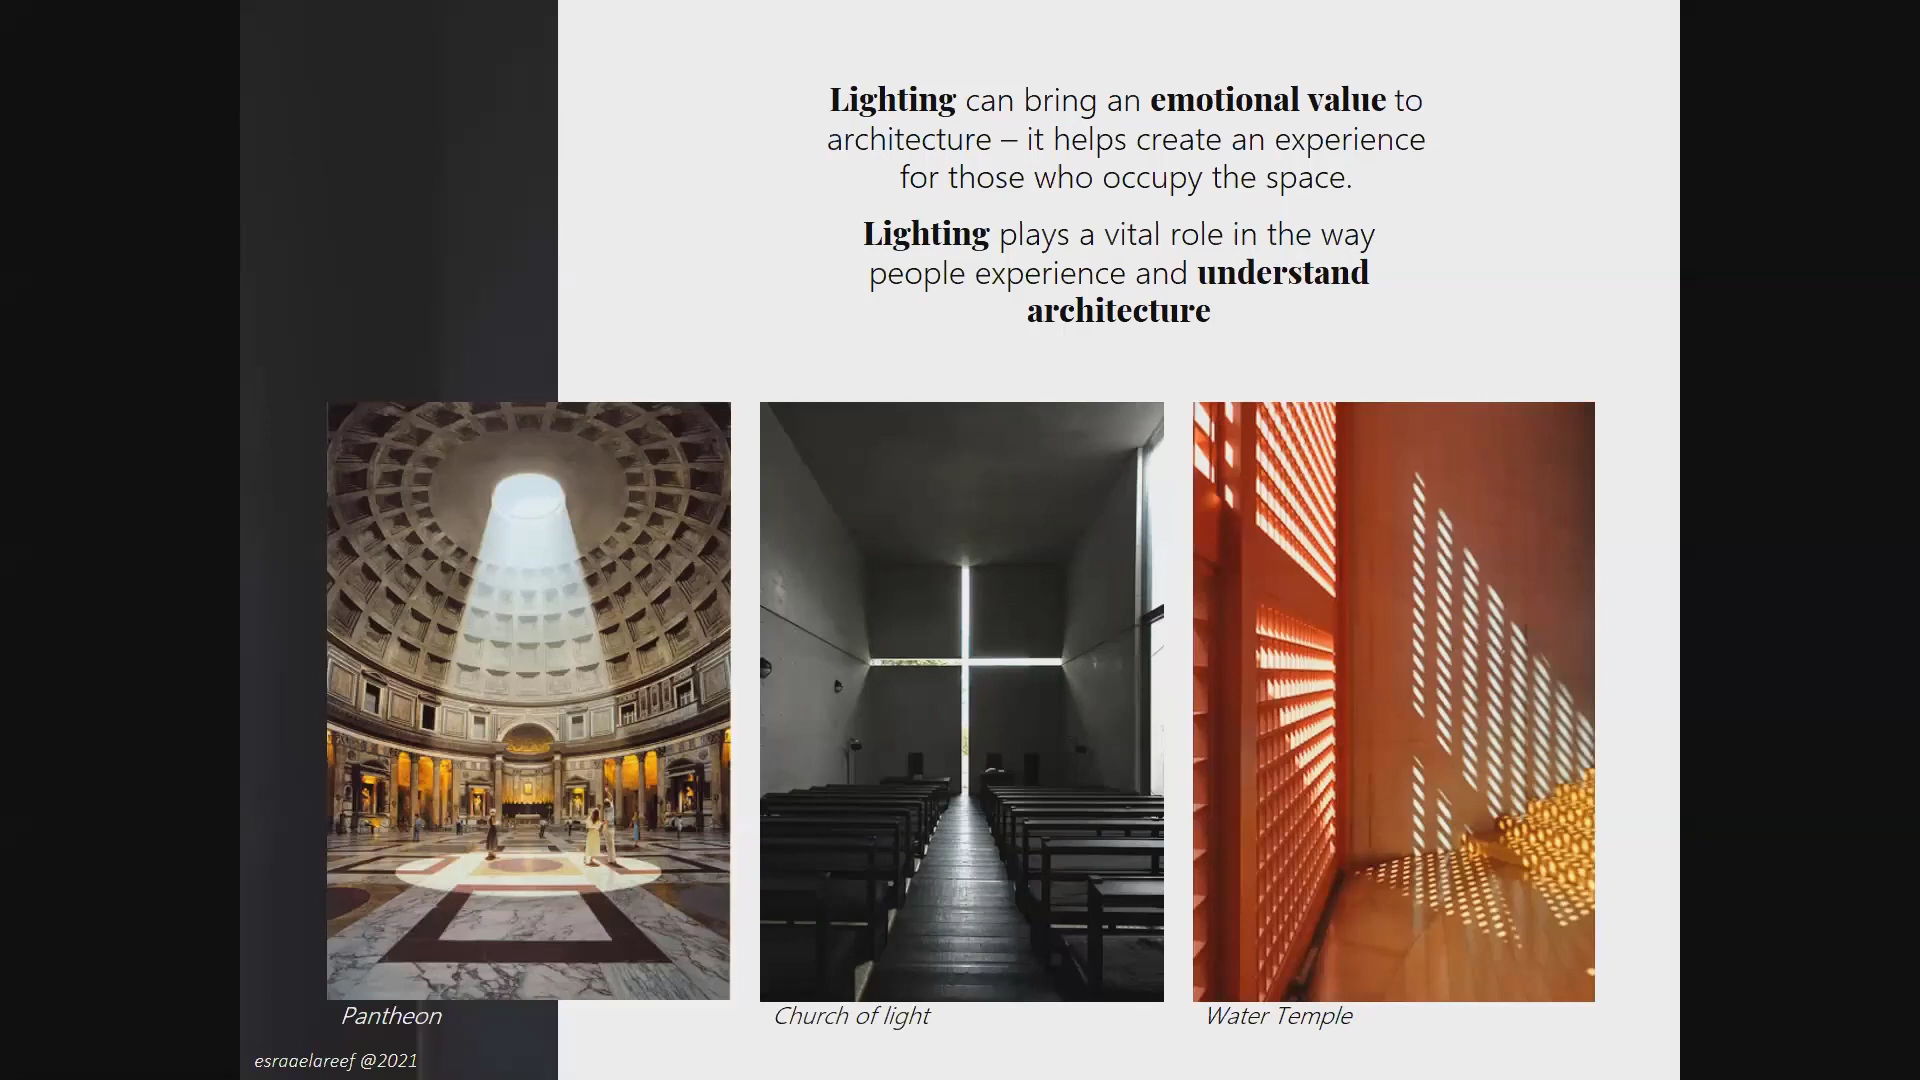 Lighting can bring an emotional value to
architecture – it helps create an experience
for those who occupy the space.
Lighting plays a vital role in the way
people experience and understand
architecture
Pantheon
Church of light
Water Temple
esraaelareef @2021